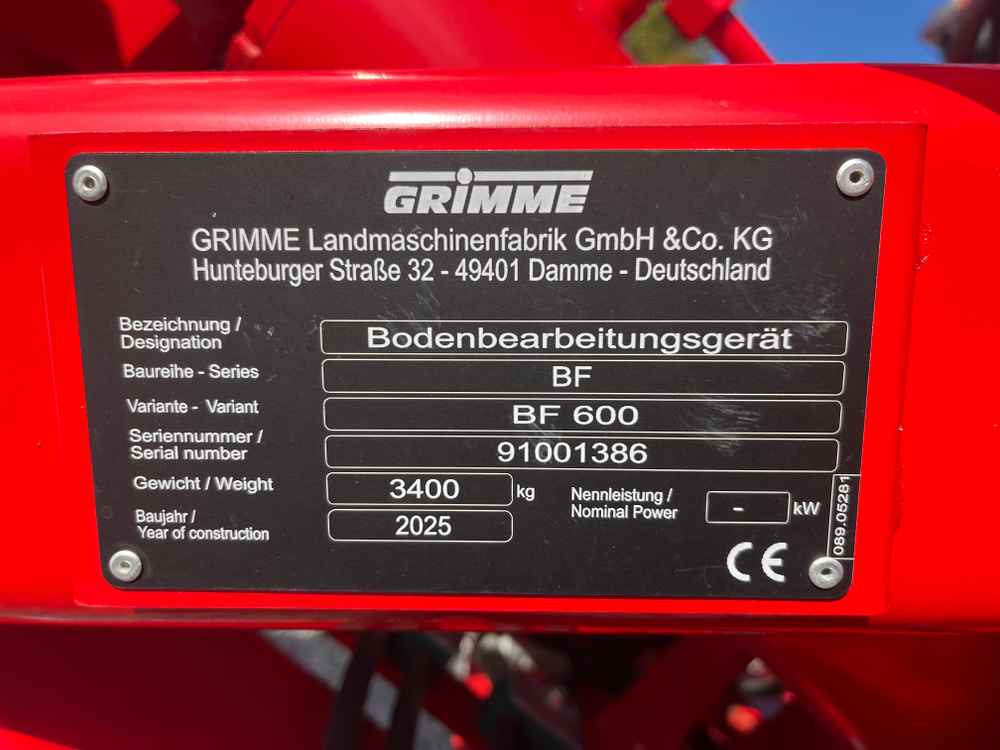 GRIMME
GRIMME Landmaschinenfabrik GmbH &Co. KG
Hunteburger Straße 32 - 49401 Damme - Deutschland
Bezeichnung /
Designation
Bodenbearbeitungsgerät
Baureihe - Series
BF
Variante - Variant
BF 600
Seriennummer /
Serial number
91001386
Gewicht / Weight
3400 kg
Nennleistung /
Nominal Power
- kW
Baujahr /
Year of construction
2025
CE
089.05281